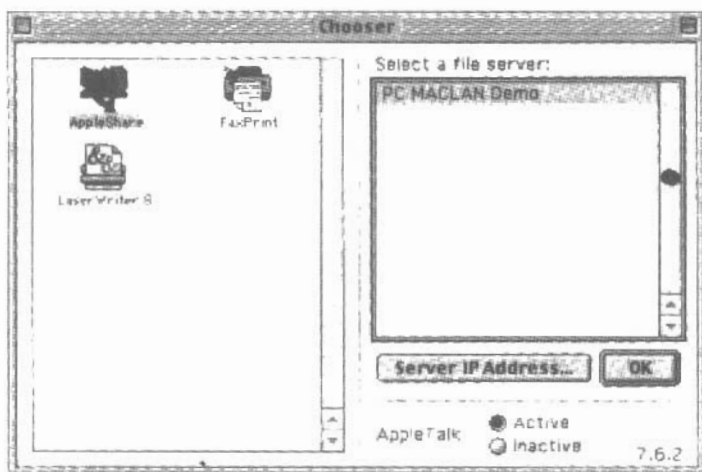 Chooser
AppleShare
FaxPrint
LaserWriter 8
Select a file server:
PC MACLAN Demo
Server IP Address...
OK
AppleTalk
Active
Inactive
7.6.2